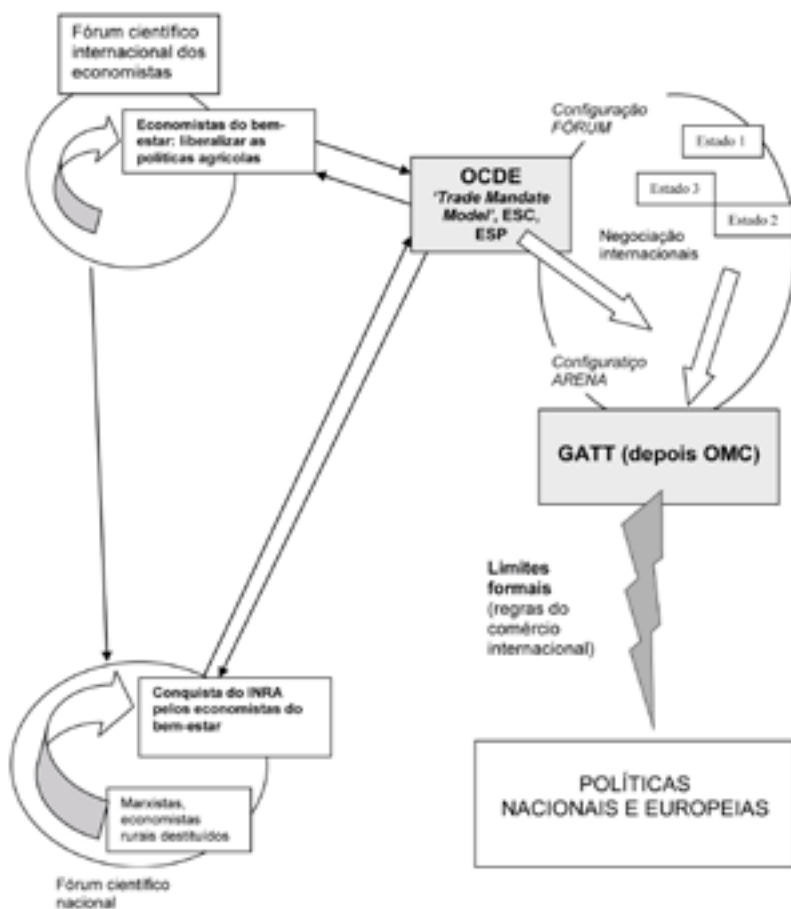 Fórum científico
internacional dos
economistas
Economistas do bem-
estar: liberalizar as
políticas agrícolas
OCDE
'Trade Mandate
Model', ESC,
ESP
Configuração
FÓRUM
Estado 1
Estado 3
Estado 2
Negociação
internacionais
Configuratiço
ARENA
GATT (depois OMC)
Limites
formais
(regras do
comércio
internacional)
Conquista do INRA
pelos economistas do
bem-estar
Marxistas,
economistas
rurais destituídos
Fórum científico
nacional
POLÍTICAS
NACIONAIS E EUROPEIAS